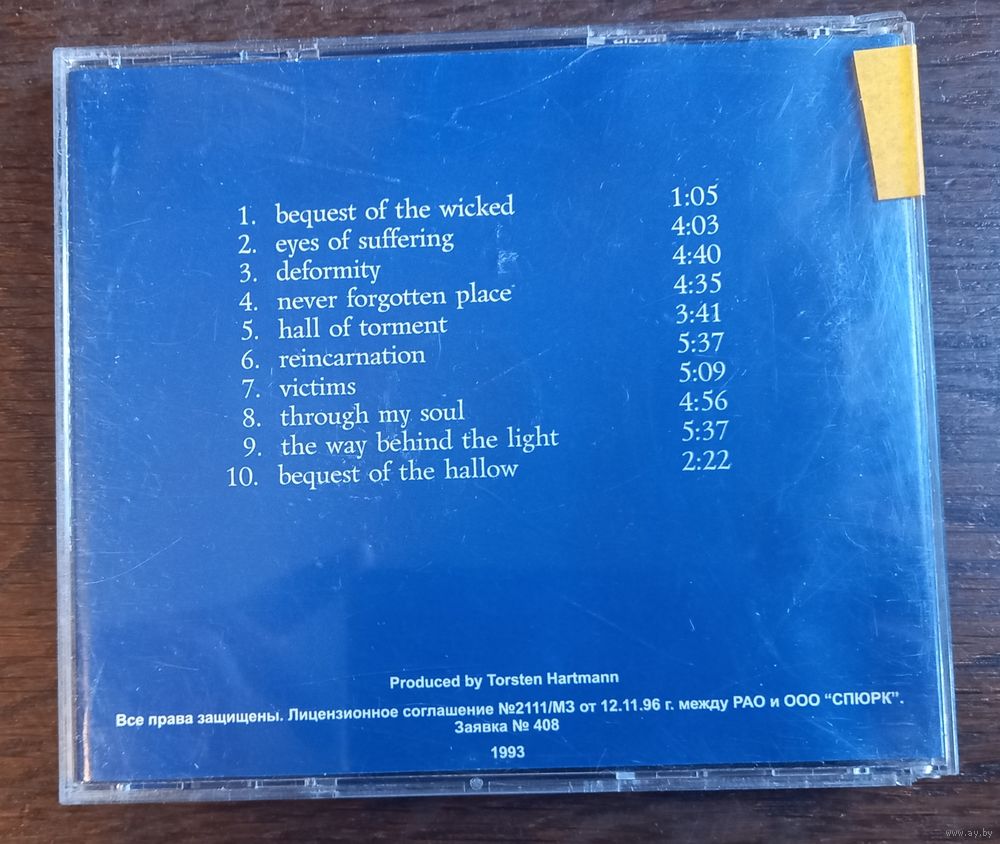 1. bequest of the wicked 1:05
2. eyes of suffering 4:03
3. deformity 4:40
4. never forgotten place 4:35
5. hall of torment 3:41
6. reincarnation 5:37
7. victims 5:09
8. through my soul 4:56
9. the way behind the light 5:37
10. bequest of the hallow 2:22
Produced by Torsten Hartmann
Все права защищены. Лицензионное соглашение №2111/МЗ от 12.11.96 г. между РАО и ООО “СПЮРК”.
Заявка № 408
1993
www.ay.by